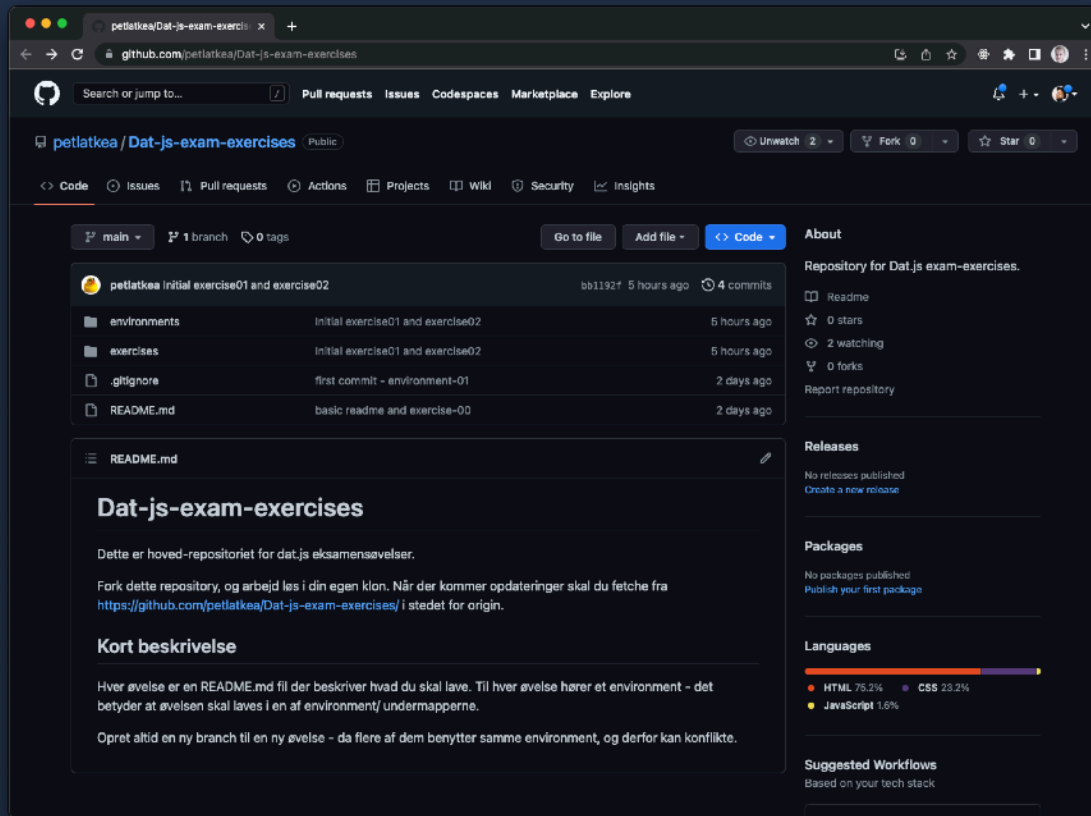 petlatkea/Dat-js-exam-exercis
github.com/petlatkea/Dat-js-exam-exercises
Search or jump to... / Pull requests Issues Codespaces Marketplace Explore
petlatkea / Dat-js-exam-exercises Public
Unwatch 2 Fork 0 Star 0
Code Issues Pull requests Actions Projects Wiki Security Insights
main 1 branch 0 tags Go to file Add file Code
petlatkea Initial exercise01 and exercise02 bb1192f 5 hours ago 4 commits
environments Initial exercise01 and exercise02 5 hours ago
exercises Initial exercise01 and exercise02 5 hours ago
.gitignore first commit - environment-01 2 days ago
README.md basic readme and exercise-00 2 days ago
README.md
Dat-js-exam-exercises
Dette er hoved-repositoriet for dat.js eksamensøvelser.
Fork dette repository, og arbejd løs i din egen klon. Når der kommer opdateringer skal du fetche fra
https://github.com/petlatkea/Dat-js-exam-exercises/ i stedet for origin.
Kort beskrivelse
Hver øvelse er en README.md fil der beskriver hvad du skal lave. Til hver øvelse hører et environment - det
betyder at øvelsen skal laves i en af environment/ undermapperne.
Opret altid en ny branch til en ny øvelse - da flere af dem benytter samme environment, og derfor kan konflikte.
About
Repository for Dat.js exam-exercises.
Readme
0 stars
2 watching
0 forks
Report repository
Releases
No releases published
Create a new release
Packages
No packages published
Publish your first package
Languages
HTML 75.2% CSS 23.2%
JavaScript 1.6%
Suggested Workflows
Based on your tech stack